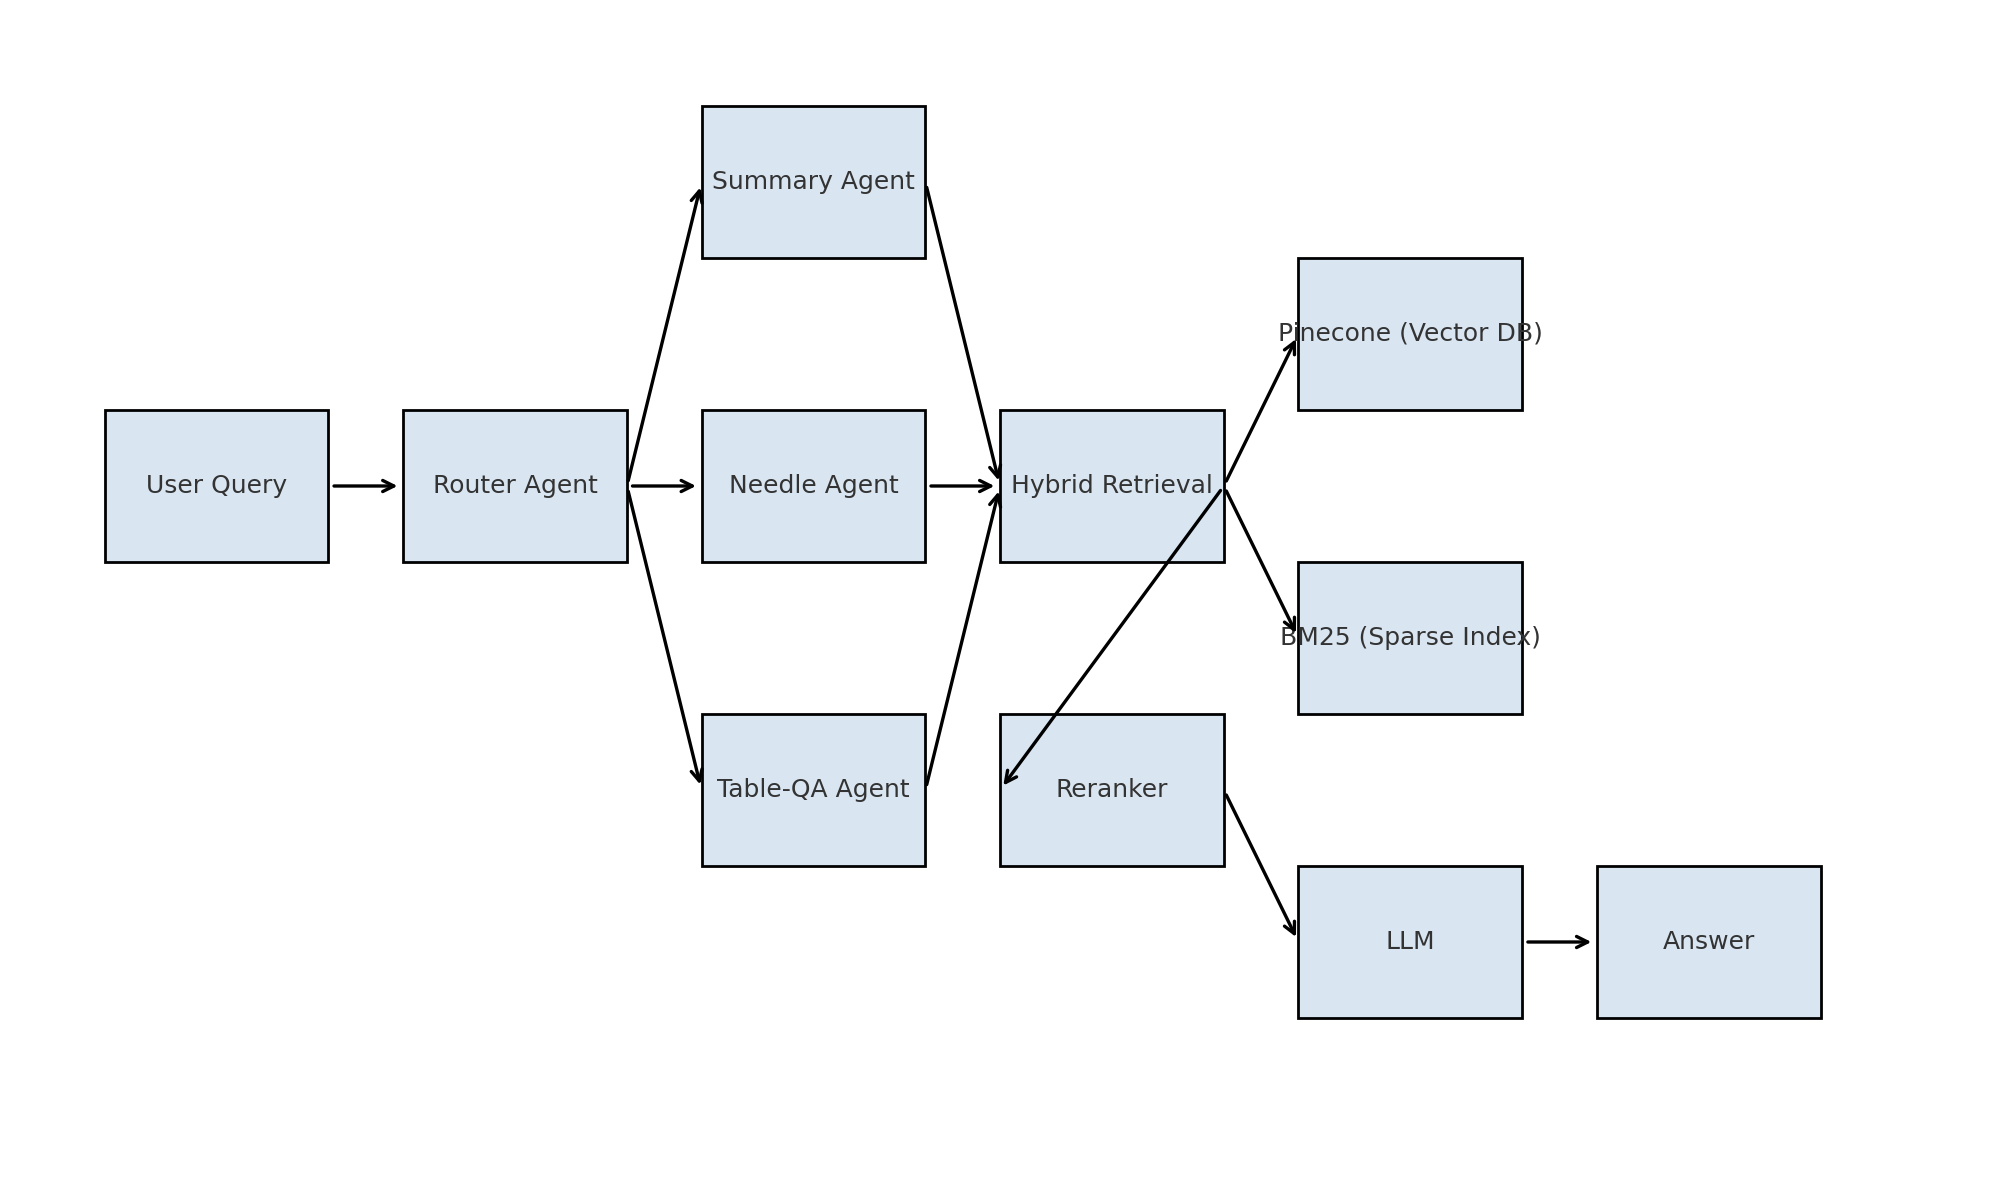 Summary Agent
Pinecone (Vector DB)
User Query
Router Agent
Needle Agent
Hybrid Retrieval
BM25 (Sparse Index)
Table-QA Agent
Reranker
LLM
Answer